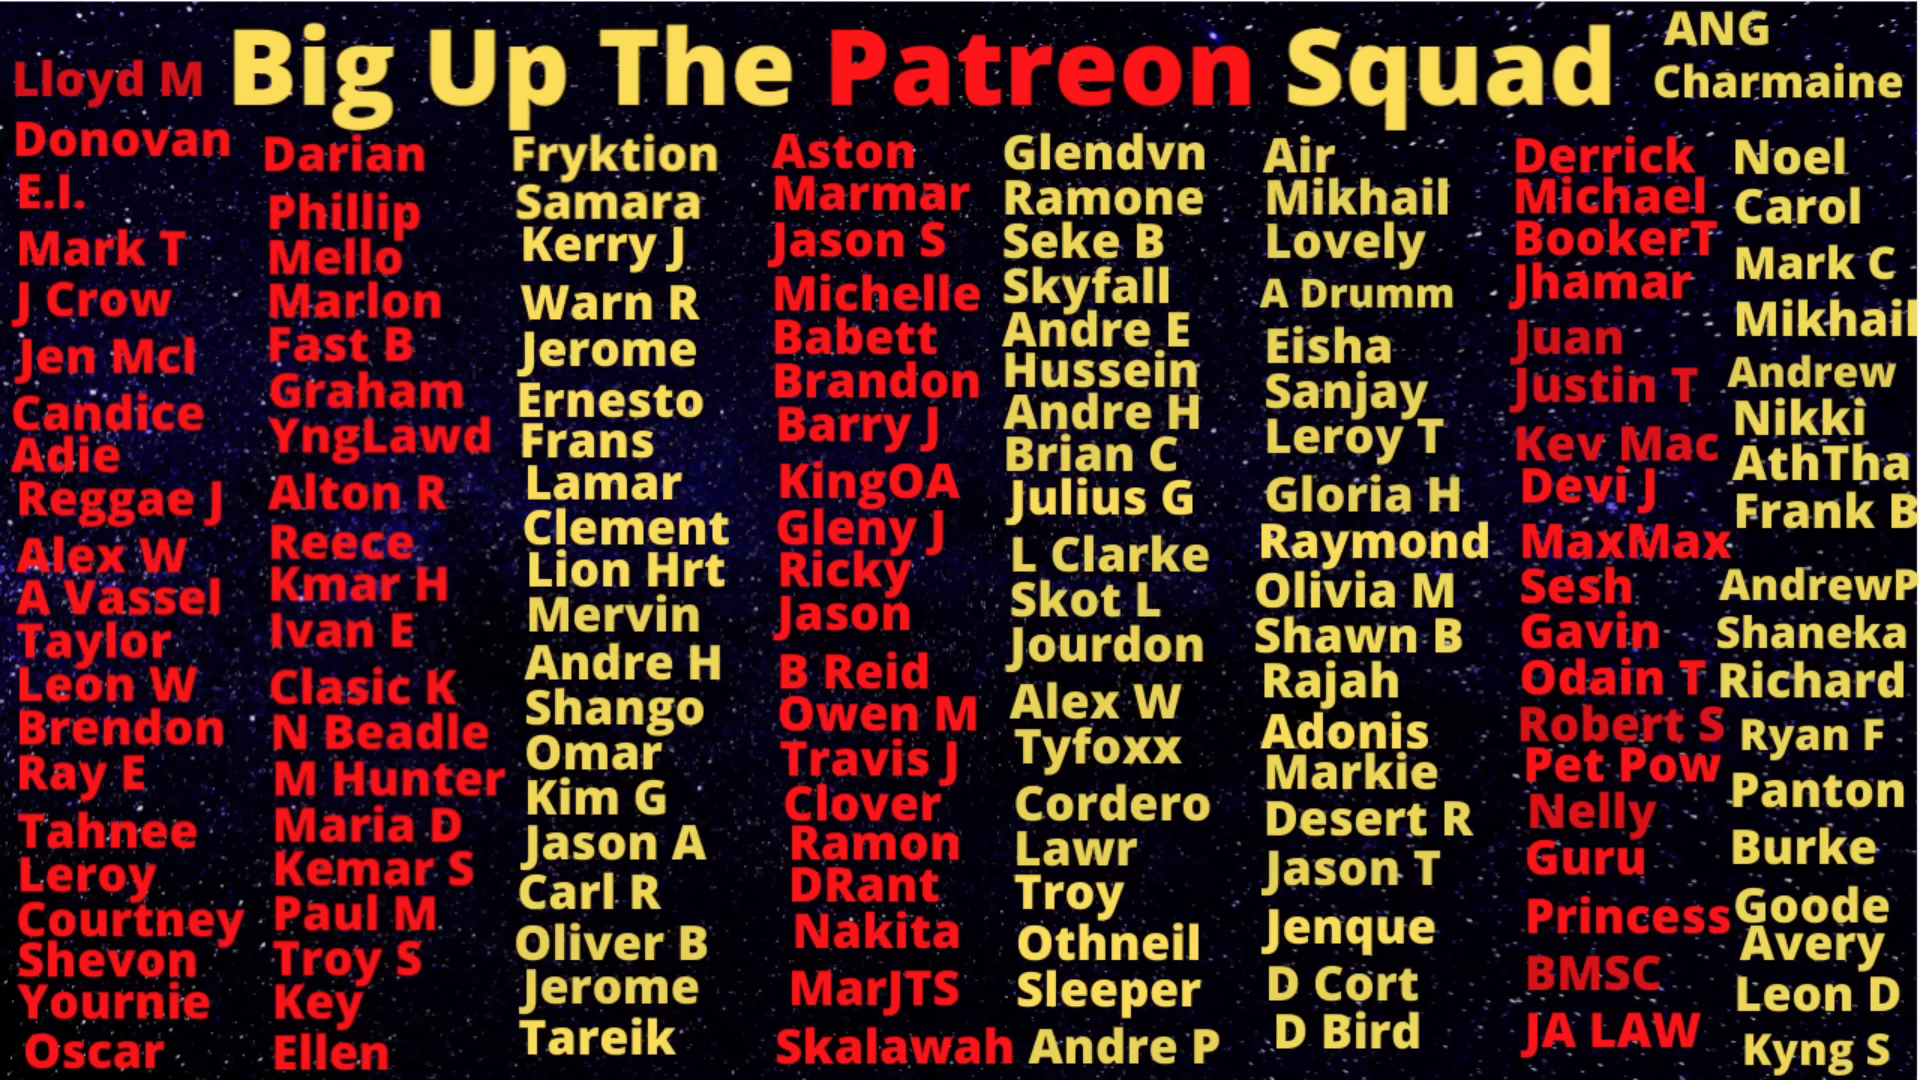 Big Up The Patreon Squad
Lloyd M
Donovan
E.I.
Mark T
J Crow
Jen Mcl
Candice
Adie
Reggae J
Alex W
A Vassel
Taylor
Leon W
Brendon
Ray E
Tahnee
Leroy
Courtney
Shevon
Yournie
Oscar
Darian
Phillip
Mello
Marlon
Fast B
Graham
YngLawd
Alton R
Reece
Kmar H
Ivan E
Clasic K
N Beadle
M Hunter
Maria D
Kemar S
Paul M
Troy S
Key
Ellen
Fryktion
Samara
Kerry J
Warn R
Jerome
Ernesto
Frans
Lamar
Clement
Lion Hrt
Mervin
Andre H
Shango
Omar
Kim G
Jason A
Carl R
Oliver B
Jerome
Tareik
Aston
Marmar
Jason S
Michelle
Babett
Brandon
Barry J
KingOA
Gleny J
Ricky
Jason
B Reid
Owen M
Travis J
Clover
Ramon
DRant
Nakita
MarJTS
Skalawah
Glendvn
Ramone
Seke B
Skyfall
Andre E
Hussein
Andre H
Brian C
Julius G
L Clarke
Skot L
Jourdon
Alex W
Tyfoxx
Cordero
Lawr
Troy
Othneil
Sleeper
Andre P
Air
Mikhail
Lovely
A Drumm
Eisha
Sanjay
Leroy T
Gloria H
Raymond
Olivia M
Shawn B
Rajah
Adonis
Markie
Desert R
Jason T
Jenque
D Cort
D Bird
Derrick
Michael
BookerT
Jhamar
Juan
Justin T
Kev Mac
Devi J
MaxMax
Sesh
Gavin
Odain T
Robert S
Pet Pow
Nelly
Guru
Princess
BMSC
JA LAW
ANG
Charmaine
Noel
Carol
Mark C
Mikhail
Andrew
Nikki
AthTha
Frank B
AndrewP
Shaneka
Richard
Ryan F
Panton
Burke
Goode
Avery
Leon D
Kyng S